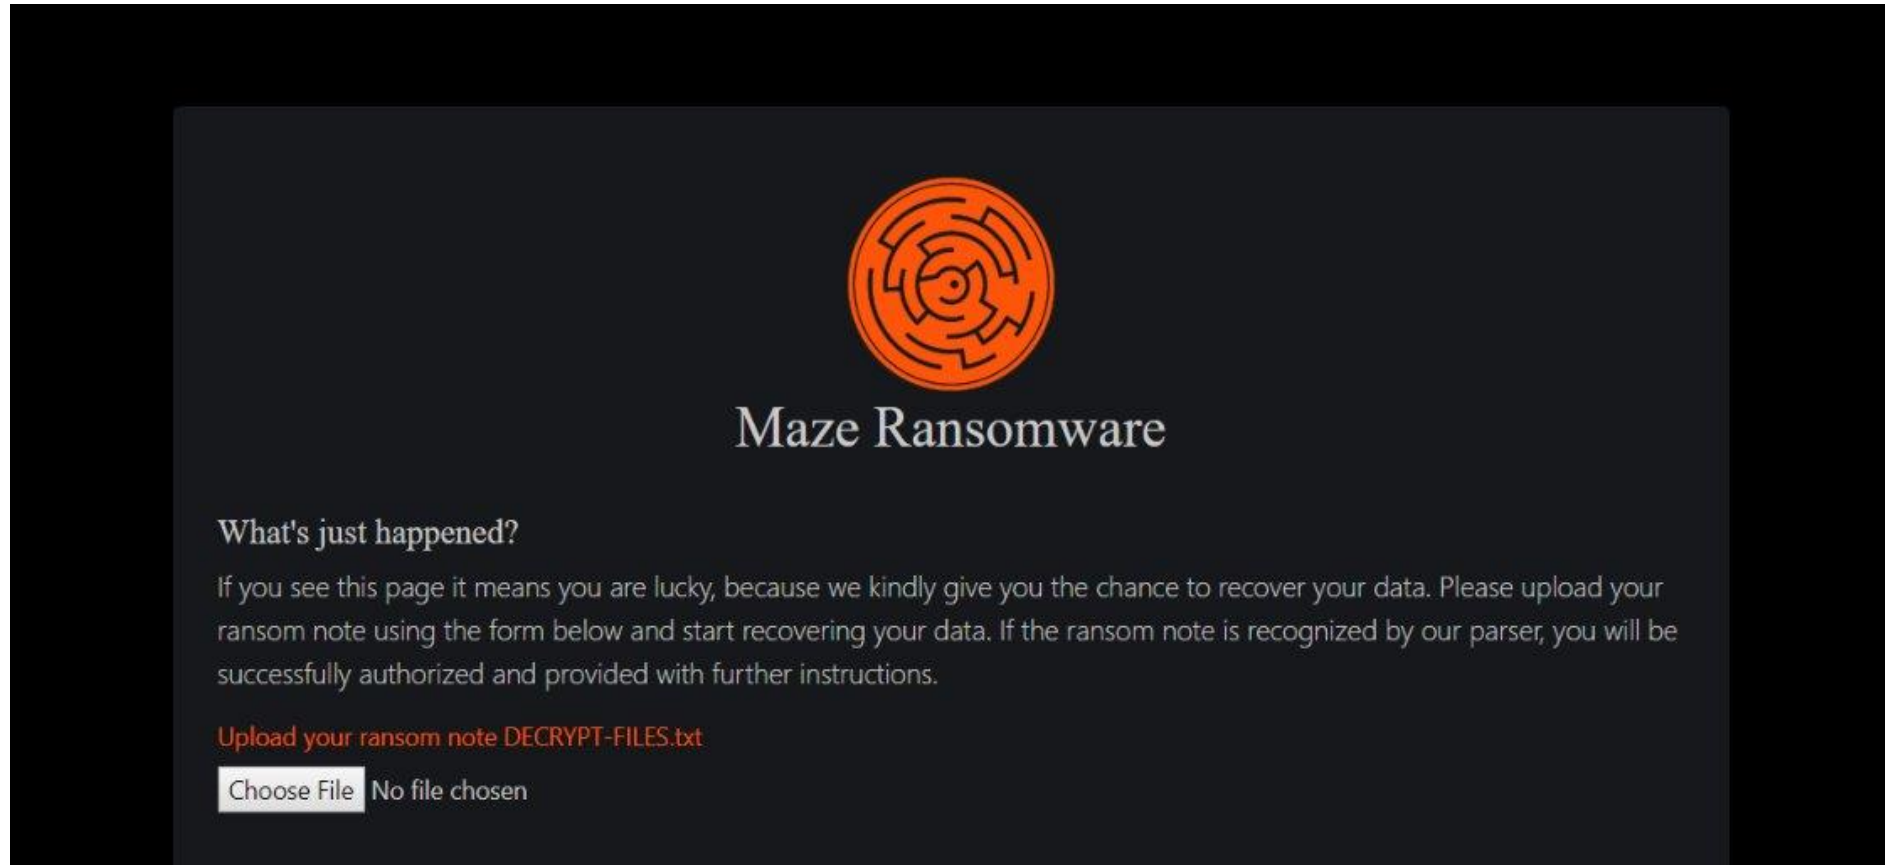 Maze Ransomware
What's just happened?
If you see this page it means you are lucky, because we kindly give you the chance to recover your data. Please upload your
ransom note using the form below and start recovering your data. If the ransom note is recognized by our parser, you will be
successfully authorized and provided with further instructions.
Upload your ransom note DECRYPT-FILES.txt
Choose File No file chosen